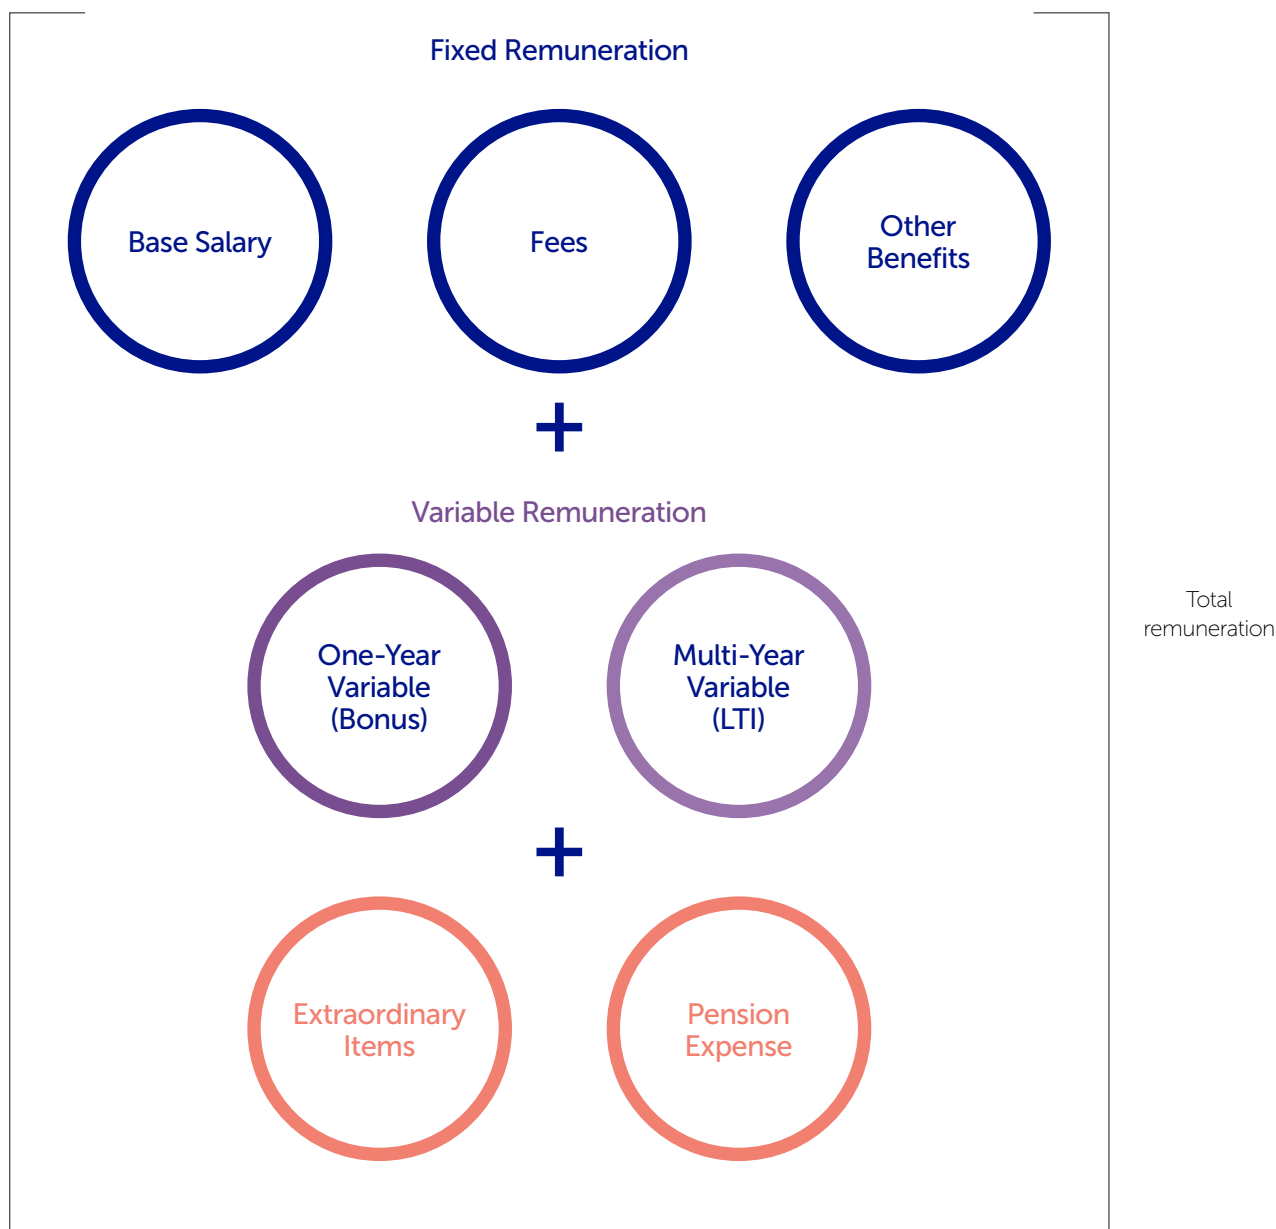 Fixed Remuneration
Base Salary
Fees
Other
Benefits
+
Variable Remuneration
One-Year
Variable
(Bonus)
Multi-Year
Variable
(LTI)
Total
remuneration
+
Extraordinary
Items
Pension
Expense